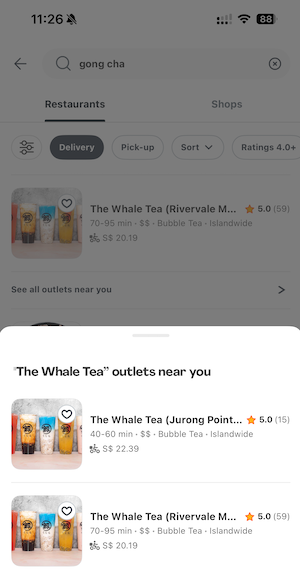 11:26
88
gong cha
Restaurants
Shops
Delivery
Pick-up
Sort
Ratings 4.0+
The Whale Tea (Rivervale M... 5.0 (59)
70-95 min · $$ · Bubble Tea · Islandwide
S$ 20.19
See all outlets near you
"The Whale Tea" outlets near you
The Whale Tea (Jurong Point... 5.0 (15)
40-60 min · $$ · Bubble Tea · Islandwide
S$ 22.39
The Whale Tea (Rivervale M... 5.0 (59)
70-95 min · $$ · Bubble Tea · Islandwide
S$ 20.19